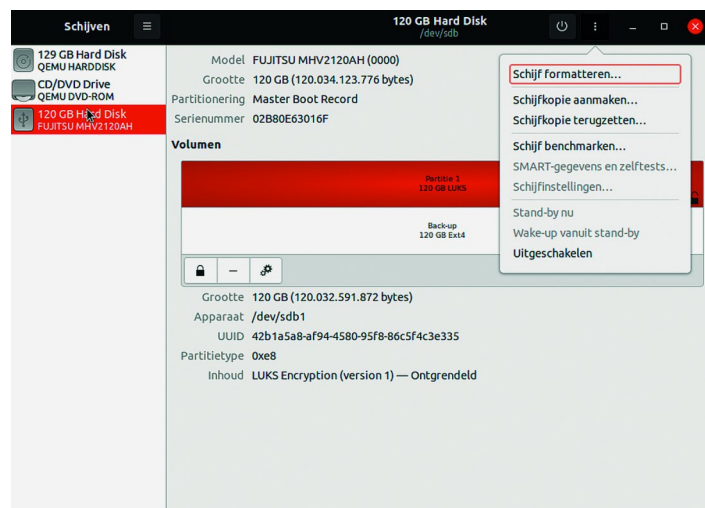 Schijven
120 GB Hard Disk
/dev/sdb
129 GB Hard Disk
QEMU HARDDISK
CD/DVD Drive
QEMU DVD-ROM
120 GB Hard Disk
FUJITSU MHV2120AH
Model FUJITSU MHV2120AH (0000)
Grootte 120 GB (120.034.123.776 bytes)
Partitionering Master Boot Record
Serienummer 02B80E63016F
Volumen
Partitie 1
120 GB LUKS
Back-up
120 GB Ext4
Grootte 120 GB (120.032.591.872 bytes)
Apparaat /dev/sdb1
UUID 42b1a5a8-af94-4580-95f8-86c5f4c3e335
Partitietype 0xe8
Inhoud LUKS Encryption (version 1) — Ontgrendeld
Schijf formatteren...
Schijfkopie aanmaken...
Schijfkopie terugzetten...
Schijf benchmarken...
SMART-gegevens en zelftests...
Schijfinstellingen...
Stand-by nu
Wake-up vanuit stand-by
Uitgeschakelen